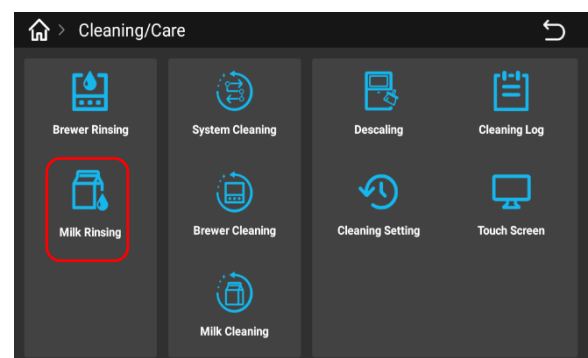 > Cleaning/Care
Brewer Rinsing
System Cleaning
Descaling
Cleaning Log
Milk Rinsing
Brewer Cleaning
Cleaning Setting
Touch Screen
Milk Cleaning